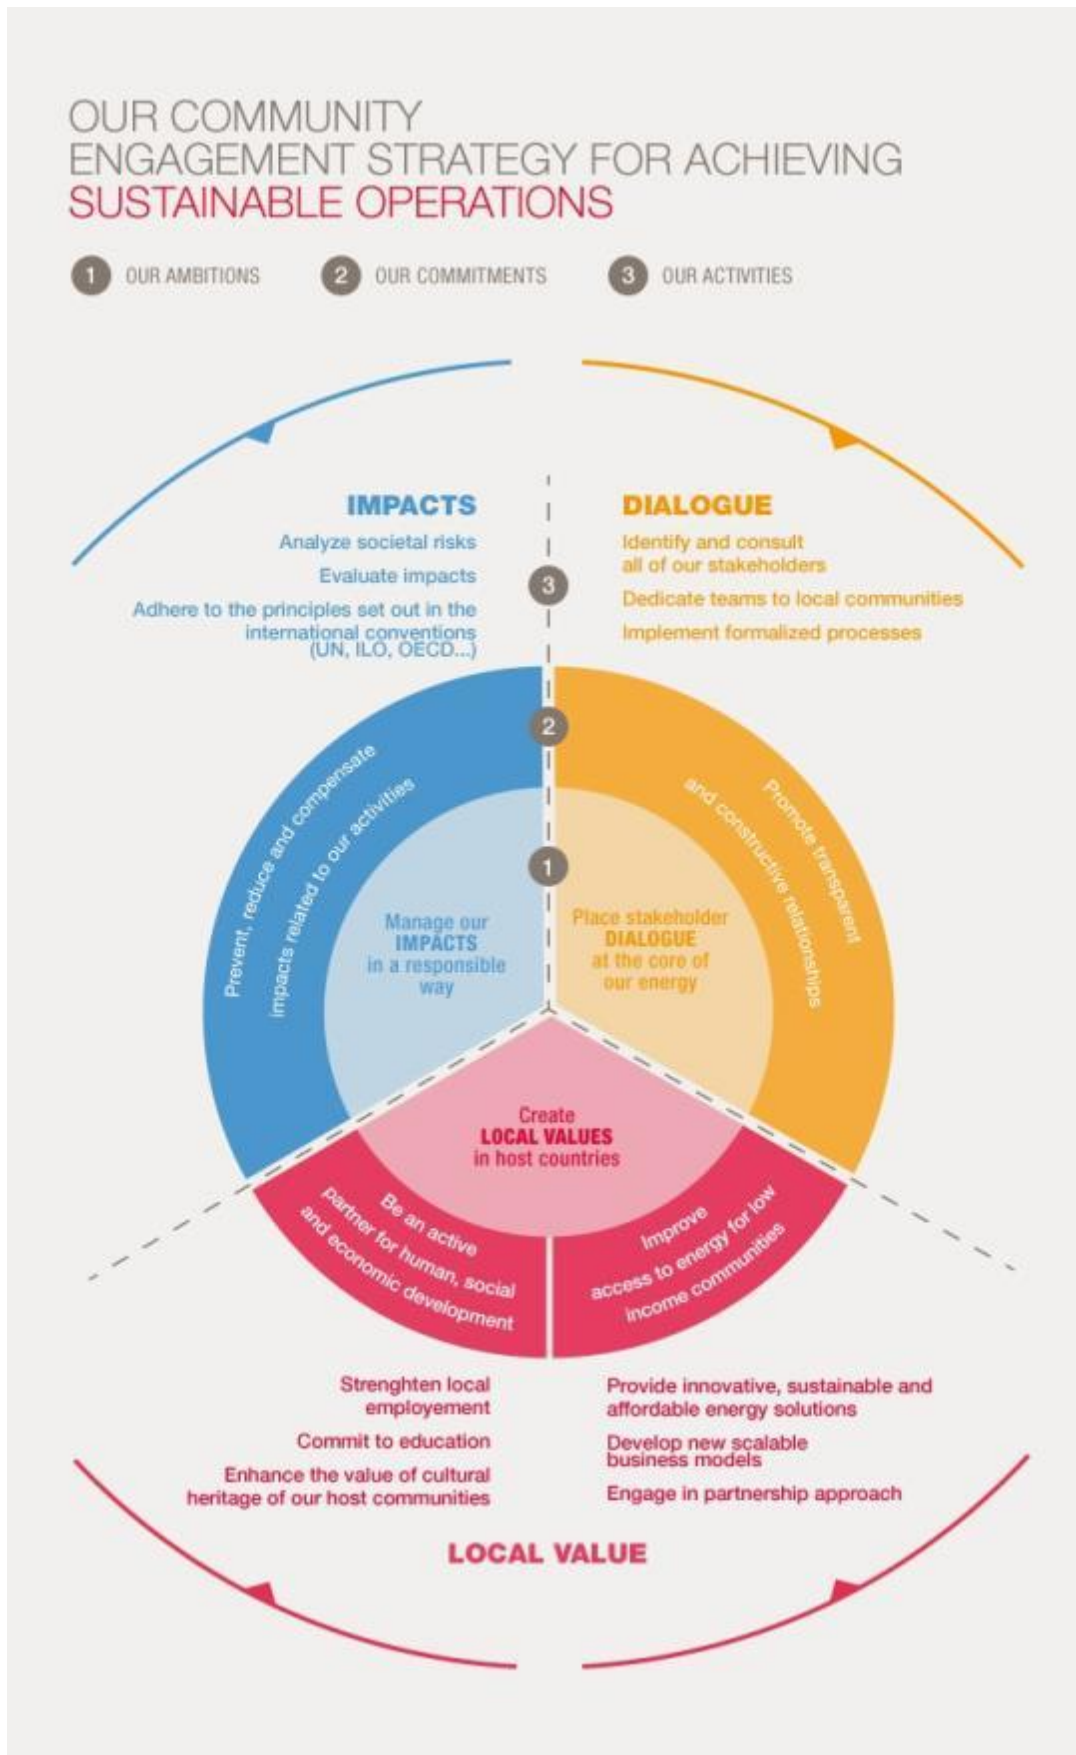 OUR COMMUNITY
ENGAGEMENT STRATEGY FOR ACHIEVING
SUSTAINABLE OPERATIONS
1 OUR AMBITIONS 2 OUR COMMITMENTS 3 OUR ACTIVITIES
IMPACTS
Analyze societal risks
Evaluate impacts
Adhere to the principles set out in the
international conventions
(UN, ILO, OECD...)
DIALOGUE
Identify and consult
all of our stakeholders
Dedicate teams to local communities
Implement formalized processes
3
2
1
Prevent, reduce and compensate
impacts related to our activities
Promote transparent
and constructive relationships
Manage our
IMPACTS
in a responsible
way
Place stakeholder
DIALOGUE
at the core of
our energy
Create
LOCAL VALUES
in host countries
Be an active
partner for human, social
and economic development
Improve
access to energy for low
income communities
Strenghten local
employement
Commit to education
Enhance the value of cultural
heritage of our host communities
Provide innovative, sustainable and
affordable energy solutions
Develop new scalable
business models
Engage in partnership approach
LOCAL VALUE